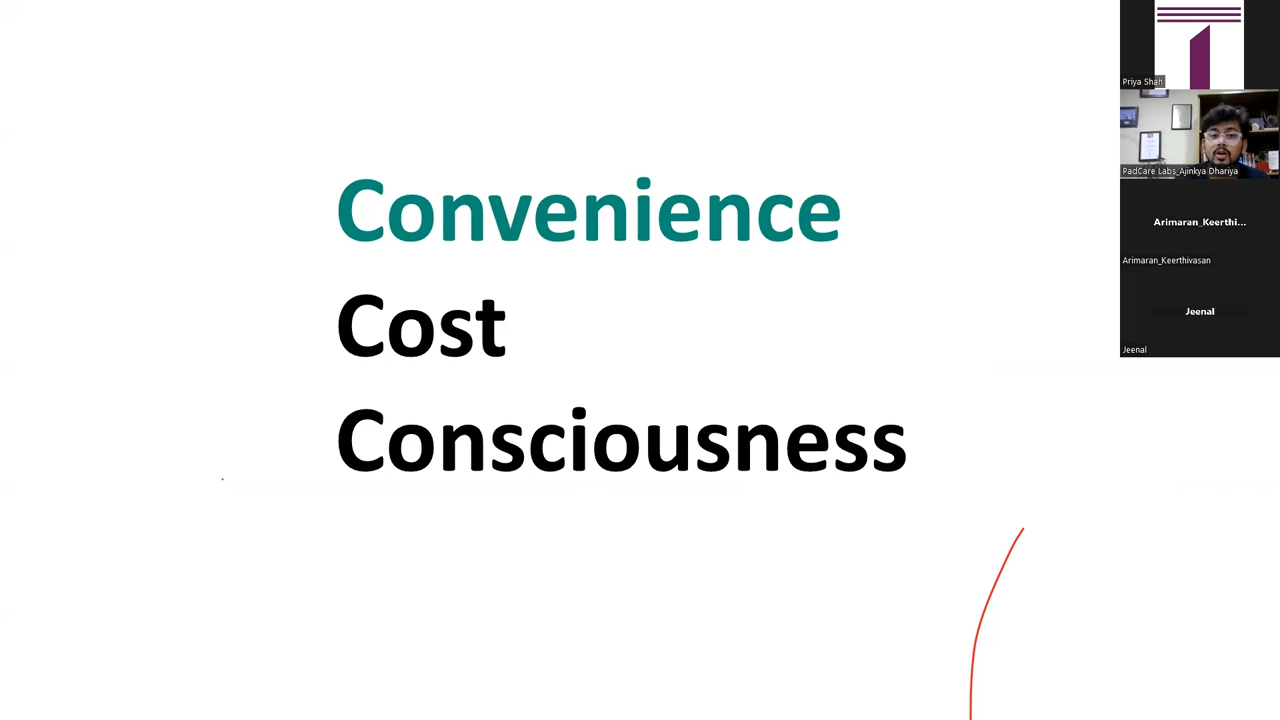 Convenience
Cost
Consciousness
Priya Shah
PadCare Labs_Ajinkya Dhariya
Arimaran_Keerthi...
Arimaran_Keerthivasan
Jeenal
Jeenal